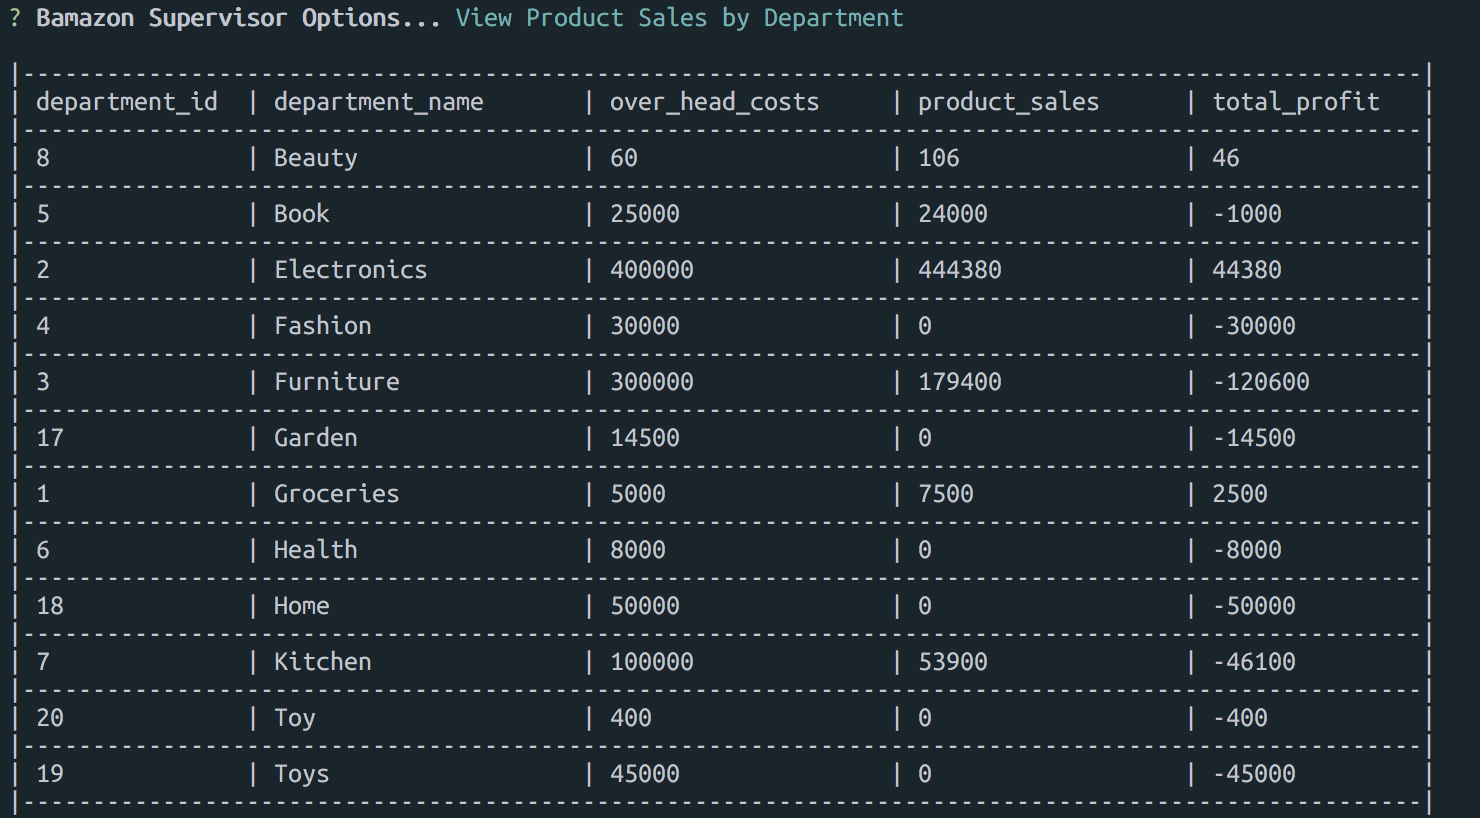 ? Bamazon Supervisor Options... View Product Sales by Department
| department_id | department_name | over_head_costs | product_sales | total_profit |
| 8 | Beauty | 60 | 106 | 46 |
| 5 | Book | 25000 | 24000 | -1000 |
| 2 | Electronics | 400000 | 444380 | 44380 |
| 4 | Fashion | 30000 | 0 | -30000 |
| 3 | Furniture | 300000 | 179400 | -120600 |
| 17 | Garden | 14500 | 0 | -14500 |
| 1 | Groceries | 5000 | 7500 | 2500 |
| 6 | Health | 8000 | 0 | -8000 |
| 18 | Home | 50000 | 0 | -50000 |
| 7 | Kitchen | 100000 | 53900 | -46100 |
| 20 | Toy | 400 | 0 | -400 |
| 19 | Toys | 45000 | 0 | -45000 |